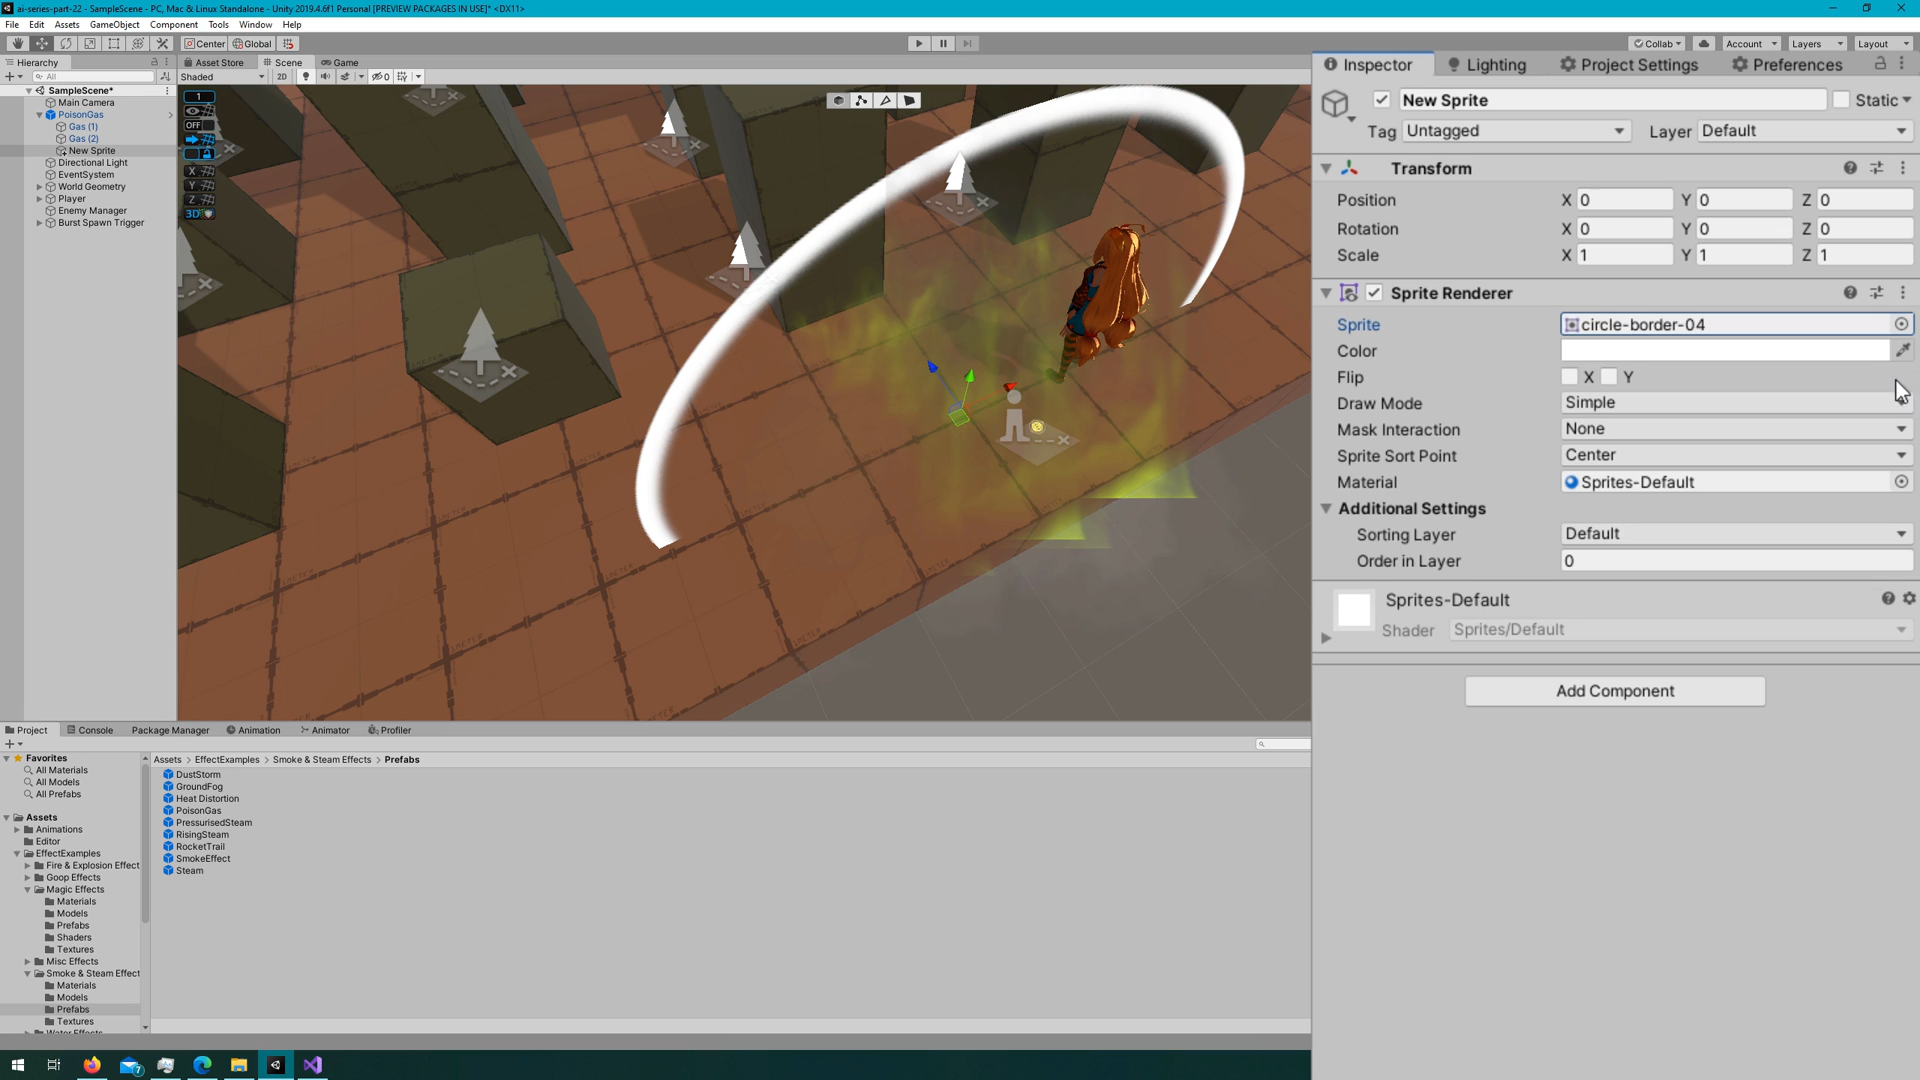 ai-series-part-22 - SampleScene - PC, Mac & Linux Standalone - Unity 2019.4.6f1 Personal [PREVIEW PACKAGES IN USE]* <DX11>
File Edit Assets GameObject Component Tools Window Help
Center Global Collab Account Layers Layout
Hierarchy
All
SampleScene*
Main Camera
PoisonGas
Gas (1)
Gas (2)
New Sprite
Directional Light
EventSystem
World Geometry
Player
Enemy Manager
Burst Spawn Trigger
Asset Store Scene Game
Shaded 2D 0
1
OFF
X
Y
Z
3D
Inspector Lighting Project Settings Preferences
New Sprite Static
Tag Untagged Layer Default
Transform
Position X 0 Y 0 Z 0
Rotation X 0 Y 0 Z 0
Scale X 1 Y 1 Z 1
Sprite Renderer
Sprite circle-border-04
Color
Flip X Y
Draw Mode Simple
Mask Interaction None
Sprite Sort Point Center
Material Sprites-Default
Additional Settings
Sorting Layer Default
Order in Layer 0
Sprites-Default
Shader Sprites/Default
Add Component
Project Console Package Manager Animation Animator Profiler
Favorites
All Materials
All Models
All Prefabs
Assets
Animations
Editor
EffectExamples
Fire & Explosion Effect
Goop Effects
Magic Effects
Materials
Models
Prefabs
Shaders
Textures
Misc Effects
Smoke & Steam Effect
Materials
Models
Prefabs
Textures
Water Effects
Assets > EffectExamples > Smoke & Steam Effects > Prefabs
DustStorm
GroundFog
Heat Distortion
PoisonGas
PressurisedSteam
RisingSteam
RocketTrail
SmokeEffect
Steam
7